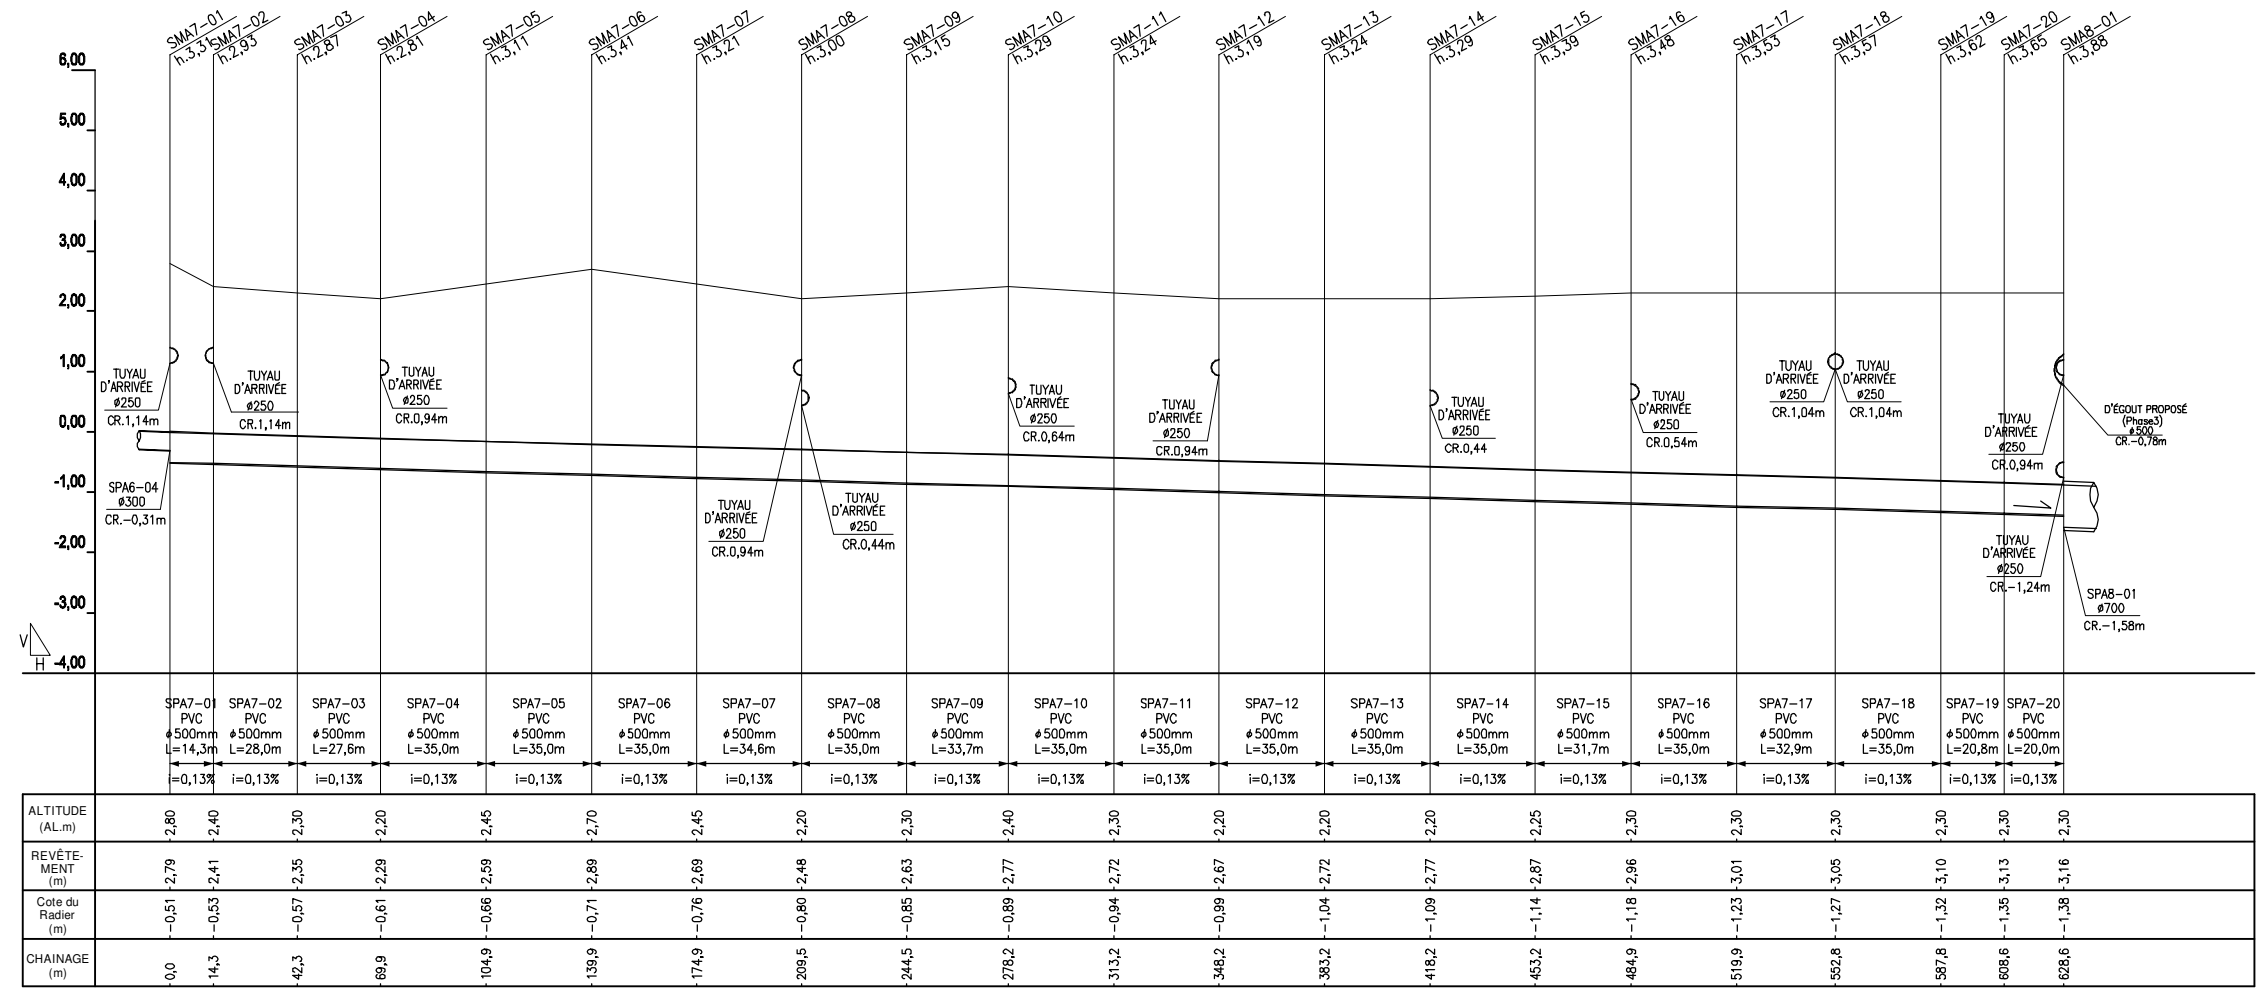 SMA7-01
h.3,31
SMA7-02
h.2,93
SMA7-03
h.2,87
SMA7-04
h.2,81
SMA7-05
h.3,11
SMA7-06
h.3,41
SMA7-07
h.3,21
SMA7-08
h.3,00
SMA7-09
h.3,15
SMA7-10
h.3,29
SMA7-11
h.3,24
SMA7-12
h.3,19
SMA7-13
h.3,24
SMA7-14
h.3,29
SMA7-15
h.3,39
SMA7-16
h.3,48
SMA7-17
h.3,53
SMA7-18
h.3,57
SMA7-19
h.3,62
SMA7-20
h.3,65
SMA8-01
h.3,88
6,00
5,00
4,00
3,00
2,00
1,00
0,00
-1,00
-2,00
-3,00
-4,00
V
H
TUYAU
D'ARRIVÉE
ø250
CR.1,14m
TUYAU
D'ARRIVÉE
ø250
CR.1,14m
TUYAU
D'ARRIVÉE
ø250
CR.0,94m
SPA6-04
ø300
CR.-0,31m
TUYAU
D'ARRIVÉE
ø250
CR.0,94m
TUYAU
D'ARRIVÉE
ø250
CR.0,44m
TUYAU
D'ARRIVÉE
ø250
CR.0,64m
TUYAU
D'ARRIVÉE
ø250
CR.0,94m
TUYAU
D'ARRIVÉE
ø250
CR.0,44
TUYAU
D'ARRIVÉE
ø250
CR.0,54m
TUYAU
D'ARRIVÉE
ø250
CR.1,04m
TUYAU
D'ARRIVÉE
ø250
CR.1,04m
TUYAU
D'ARRIVÉE
ø250
CR.0,94m
D'ÉGOUT PROPOSÉ
(Phase3)
ø500
CR.-0,78m
TUYAU
D'ARRIVÉE
ø250
CR.-1,24m
SPA8-01
ø700
CR.-1,58m
SPA7-01
PVC
ø500mm
L=14,3m
i=0,13%
SPA7-02
PVC
ø500mm
L=28,0m
i=0,13%
SPA7-03
PVC
ø500mm
L=27,6m
i=0,13%
SPA7-04
PVC
ø500mm
L=35,0m
i=0,13%
SPA7-05
PVC
ø500mm
L=35,0m
i=0,13%
SPA7-06
PVC
ø500mm
L=35,0m
i=0,13%
SPA7-07
PVC
ø500mm
L=34,6m
i=0,13%
SPA7-08
PVC
ø500mm
L=35,0m
i=0,13%
SPA7-09
PVC
ø500mm
L=33,7m
i=0,13%
SPA7-10
PVC
ø500mm
L=35,0m
i=0,13%
SPA7-11
PVC
ø500mm
L=35,0m
i=0,13%
SPA7-12
PVC
ø500mm
L=35,0m
i=0,13%
SPA7-13
PVC
ø500mm
L=35,0m
i=0,13%
SPA7-14
PVC
ø500mm
L=35,0m
i=0,13%
SPA7-15
PVC
ø500mm
L=31,7m
i=0,13%
SPA7-16
PVC
ø500mm
L=35,0m
i=0,13%
SPA7-17
PVC
ø500mm
L=32,9m
i=0,13%
SPA7-18
PVC
ø500mm
L=35,0m
i=0,13%
SPA7-19
PVC
ø500mm
L=20,8m
i=0,13%
SPA7-20
PVC
ø500mm
L=20,0m
i=0,13%
ALTITUDE
(AL.m)
2,80 2,40 2,30 2,20 2,45 2,70 2,45 2,20 2,30 2,40 2,30 2,20 2,20 2,20 2,25 2,30 2,30 2,30 2,30 2,30 2,30
REVÊTE-
MENT
(m)
2,79 2,41 2,35 2,29 2,59 2,89 2,69 2,48 2,63 2,77 2,72 2,67 2,72 2,77 2,87 2,96 3,01 3,05 3,10 3,13 3,16
Cote du
Radier
(m)
-0,51 -0,53 -0,57 -0,61 -0,66 -0,71 -0,76 -0,80 -0,85 -0,89 -0,94 -0,99 -1,04 -1,09 -1,14 -1,18 -1,23 -1,27 -1,32 -1,35 -1,38
CHAINAGE
(m)
0,0 14,3 42,3 69,9 104,9 139,9 174,9 209,5 244,5 278,2 313,2 348,2 383,2 418,2 453,2 484,9 519,9 552,8 587,8 608,6 628,6